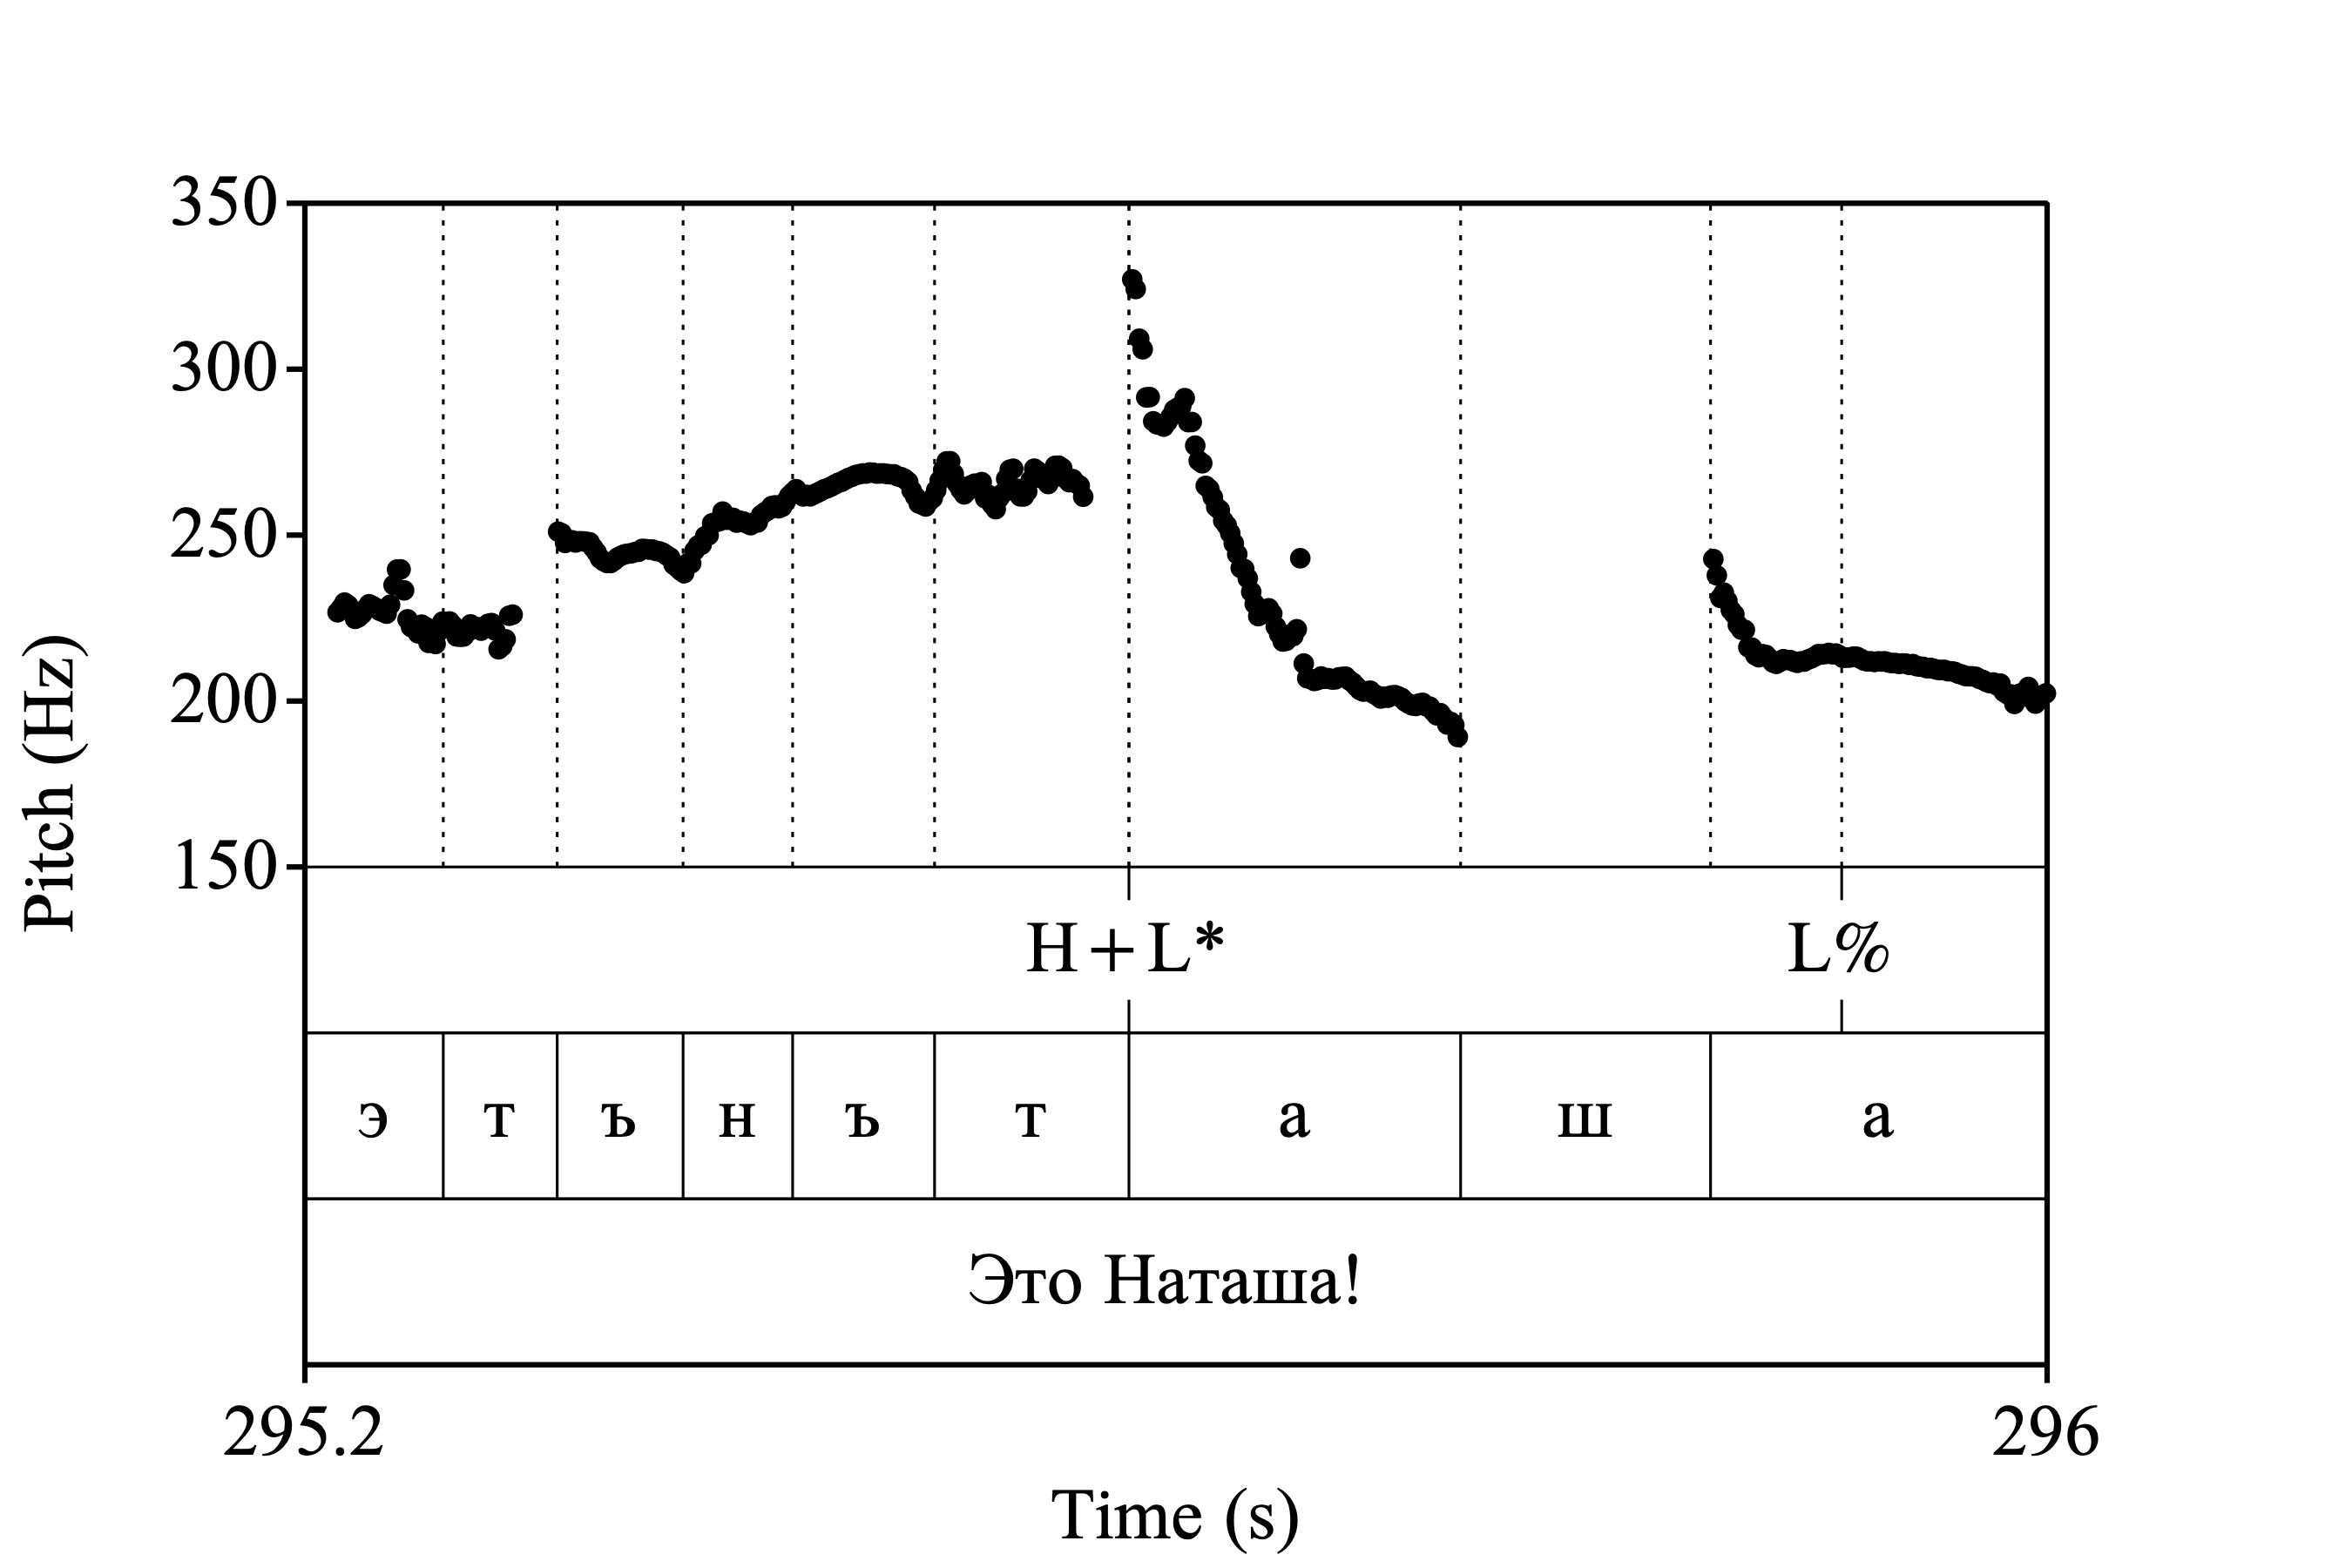 350
300
250
200
150
Pitch (Hz)
H+L* L%
э т ъ н ъ т а ш а
Это Наташа!
295.2 296
Time (s)